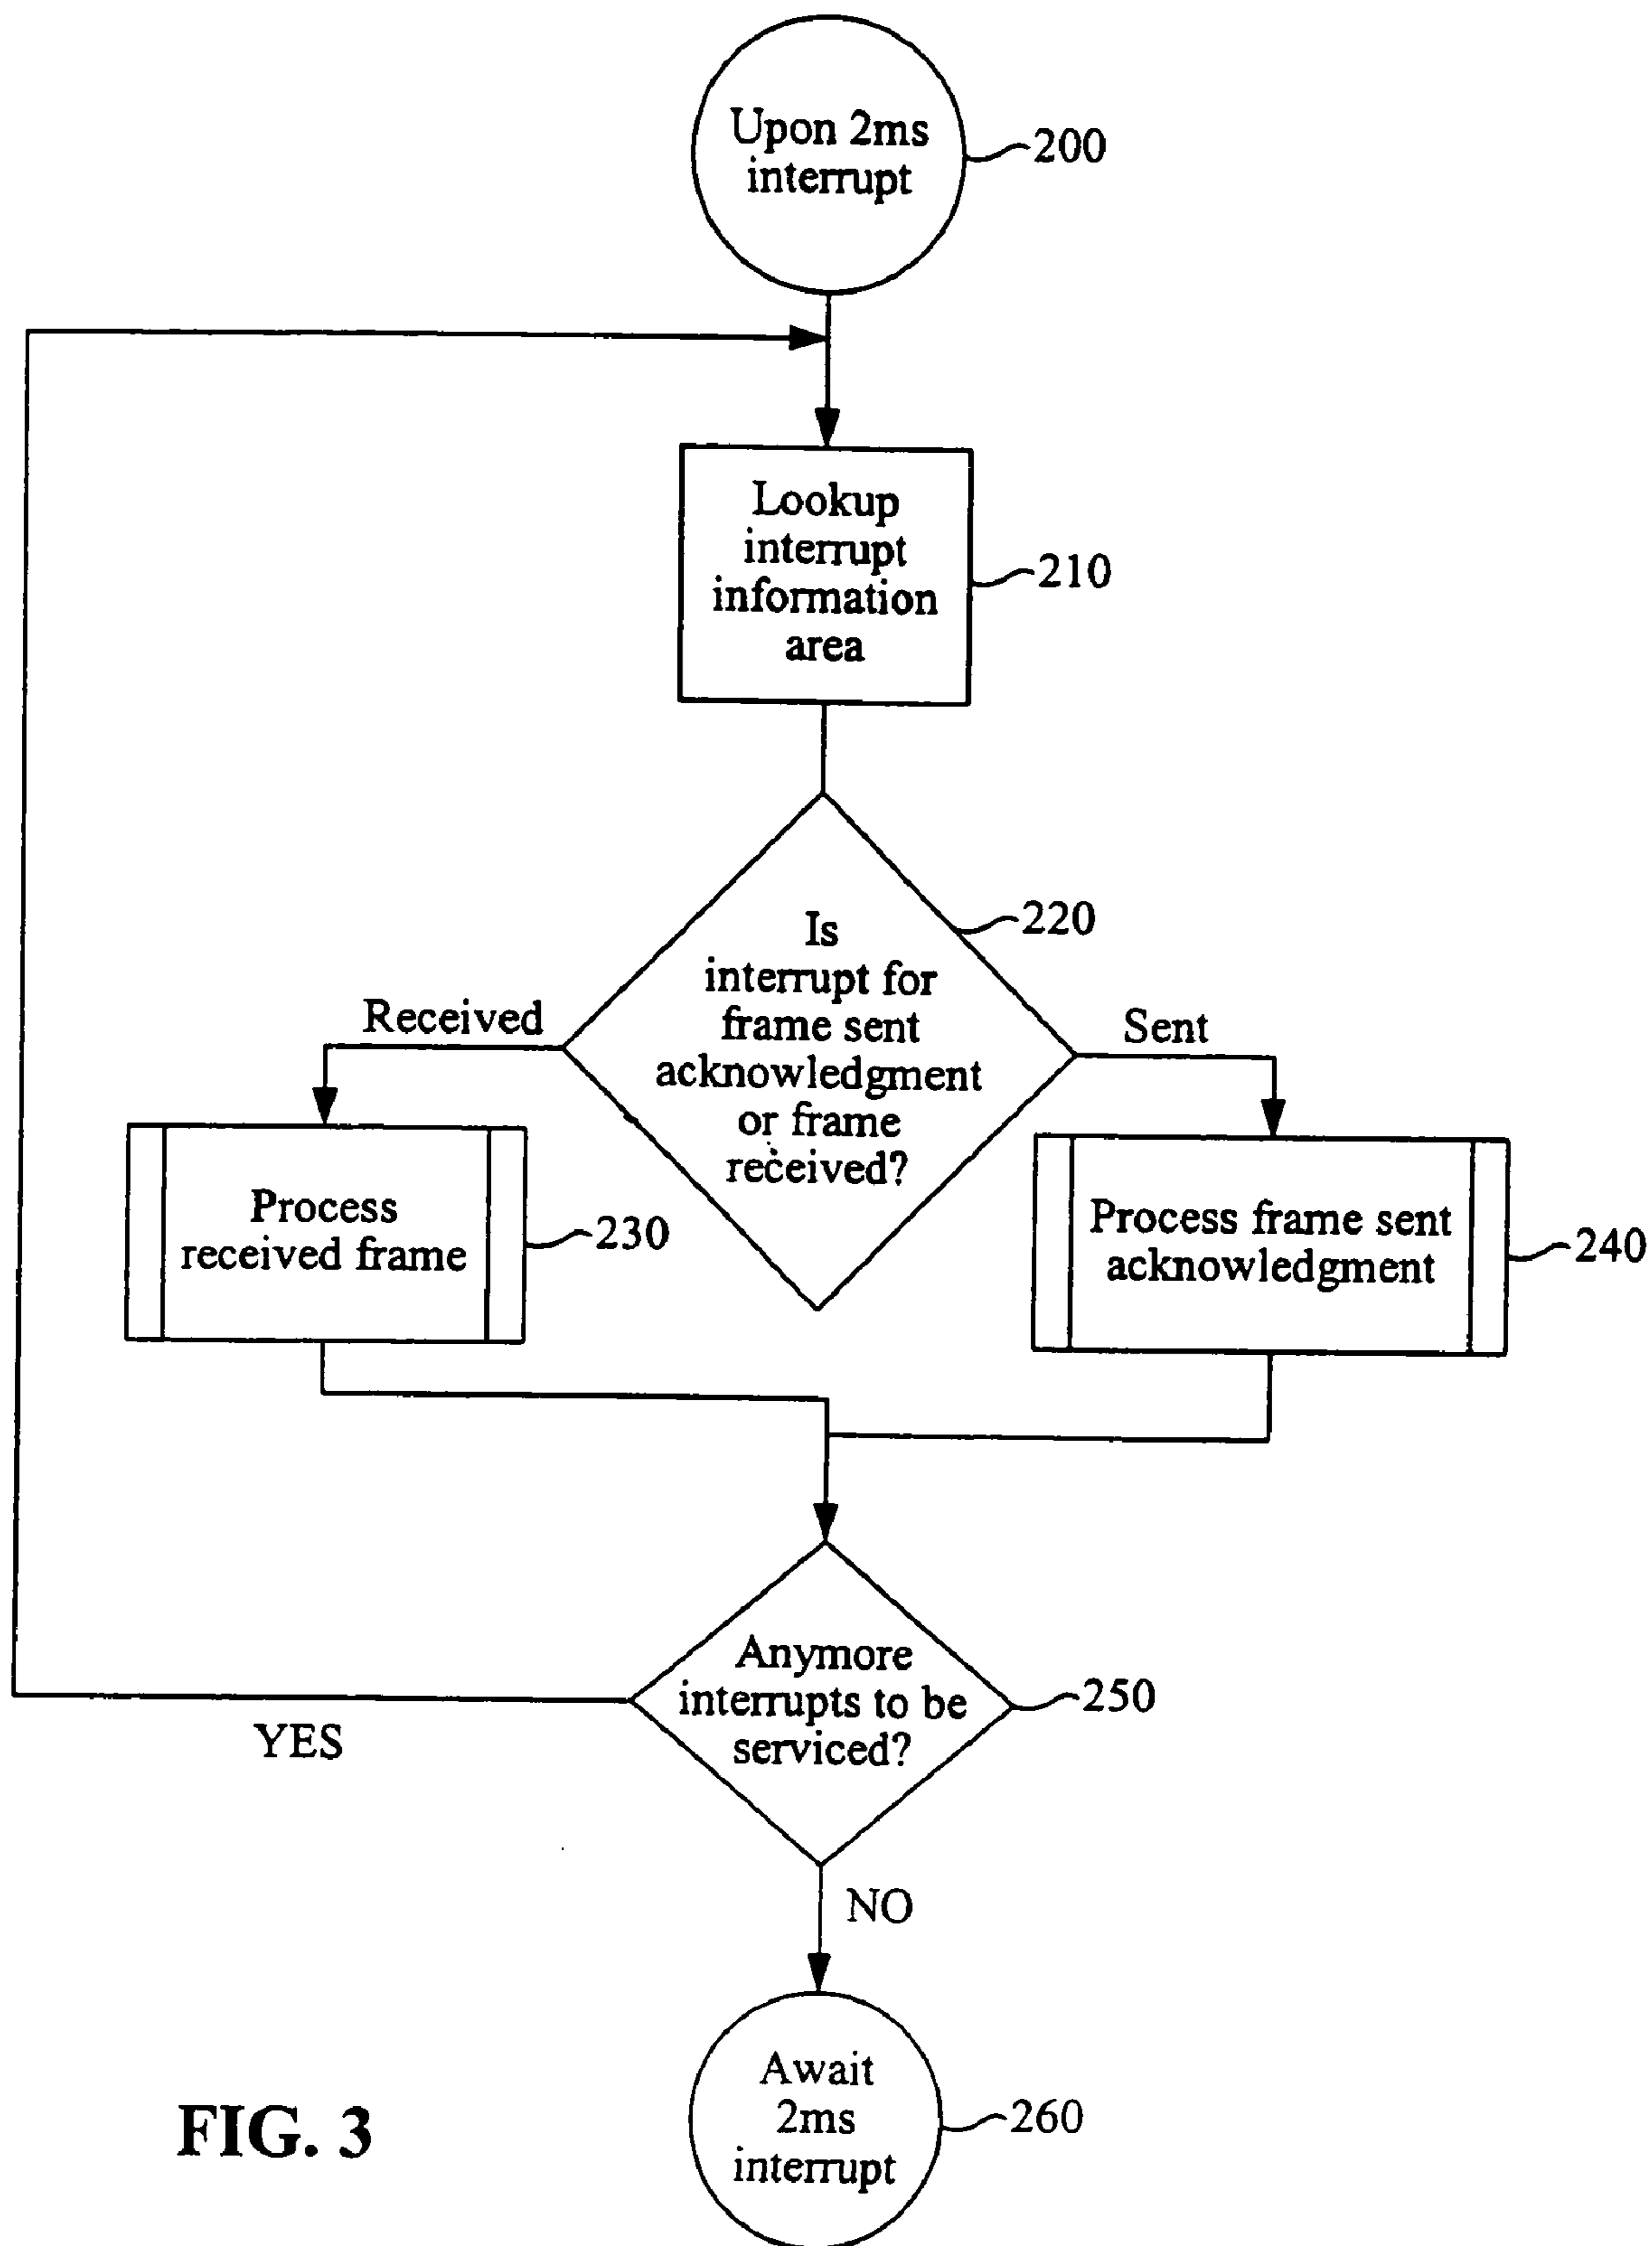 Upon 2ms
interrupt
200
Lookup
interrupt
information
area
210
Is
interrupt for
frame sent
acknowledgment
or frame
received?
220
Received
Sent
Process
received frame
230
Process frame sent
acknowledgment
240
Anymore
interrupts to be
serviced?
250
YES
NO
Await
2ms
interrupt
260
FIG. 3